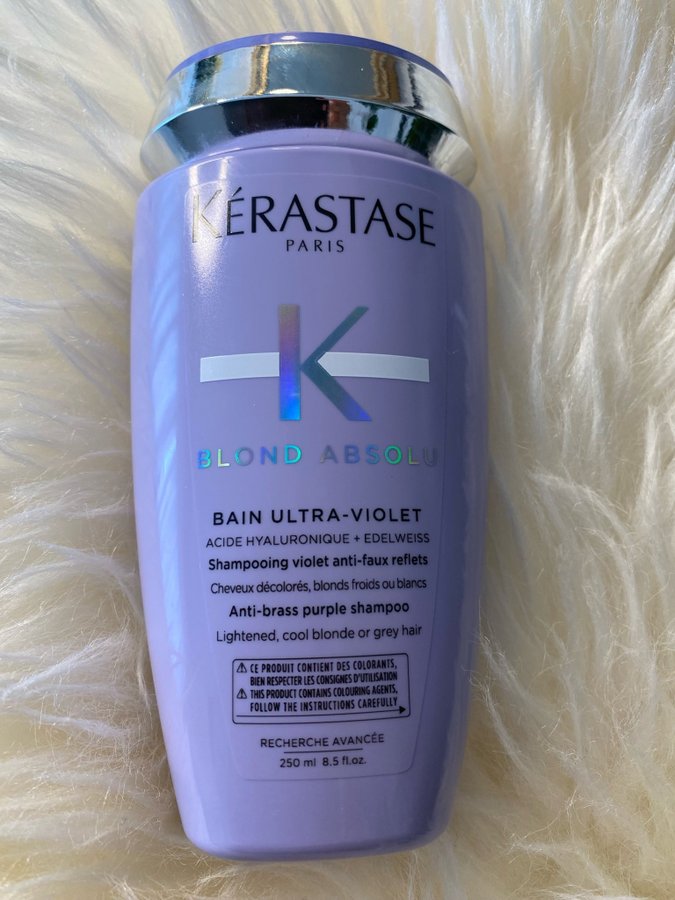 KÉRASTASE
PARIS
K
BLOND ABSOLU
BAIN ULTRA-VIOLET
ACIDE HYALURONIQUE + EDELWEISS
Shampooing violet anti-faux reflets
Cheveux décolorés, blonds froids ou blancs
Anti-brass purple shampoo
Lightened, cool blonde or grey hair
⚠ CE PRODUIT CONTIENT DES COLORANTS,
BIEN RESPECTER LES CONSIGNES D'UTILISATION
⚠ THIS PRODUCT CONTAINS COLOURING AGENTS,
FOLLOW THE INSTRUCTIONS CAREFULLY
RECHERCHE AVANCÉE
250 ml 8.5 fl.oz.